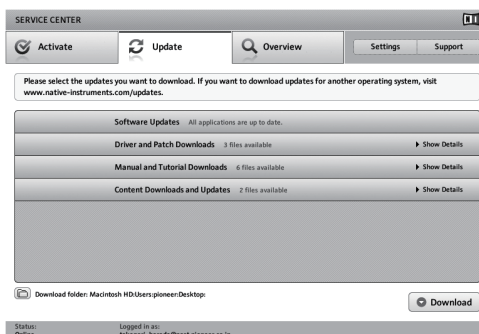 SERVICE CENTER
Activate
Update
Overview
Settings
Support
Please select the updates you want to download. If you want to download updates for another operating system, visit
www.native-instruments.com/updates.
Software Updates All applications are up to date.
Driver and Patch Downloads 3 files available
Show Details
Manual and Tutorial Downloads 6 files available
Show Details
Content Downloads and Updates 2 files available
Show Details
Download folder: Macintosh HD:Users:pioneer:Desktop:
Download
Status:
Logged in as:
Online